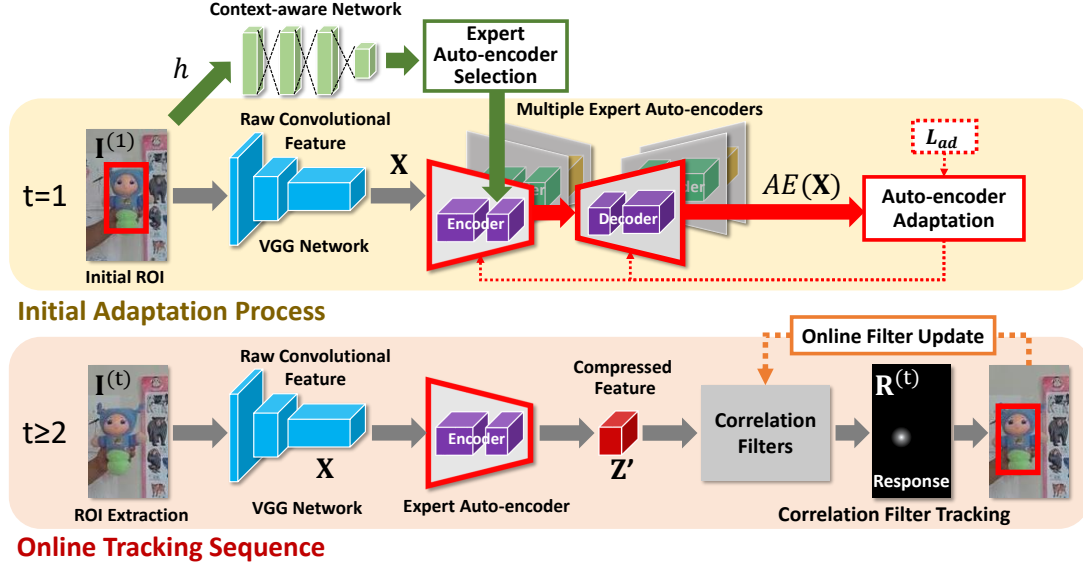 Context-aware Network
h
Expert
Auto-encoder
Selection
Multiple Expert Auto-encoders
Raw Convolutional
Feature
I(1)
X
L_ad
t=1
Encoder
Decoder
AE(X)
Auto-encoder
Adaptation
VGG Network
Initial ROI
Initial Adaptation Process
Online Filter Update
Raw Convolutional
Feature
Compressed
Feature
I(t)
R(t)
t≥2
Encoder
Correlation
Filters
X
Z'
Response
VGG Network
Expert Auto-encoder
ROI Extraction
Correlation Filter Tracking
Online Tracking Sequence